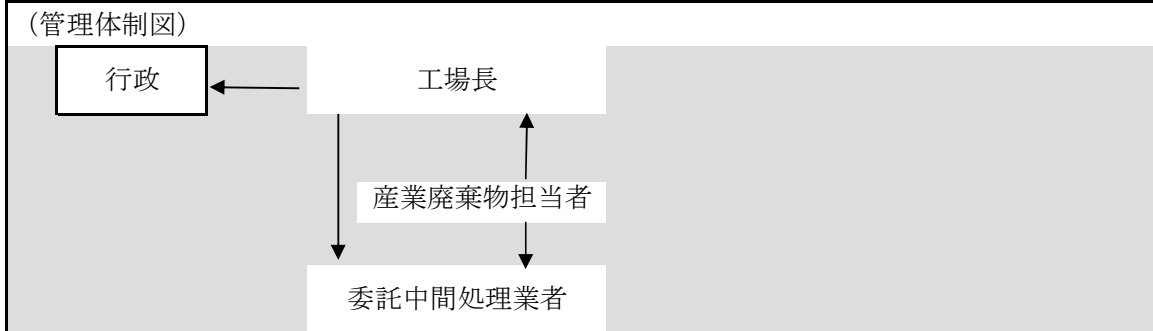 （管理体制図）
行政
工場長
産業廃棄物担当者
委託中間処理業者